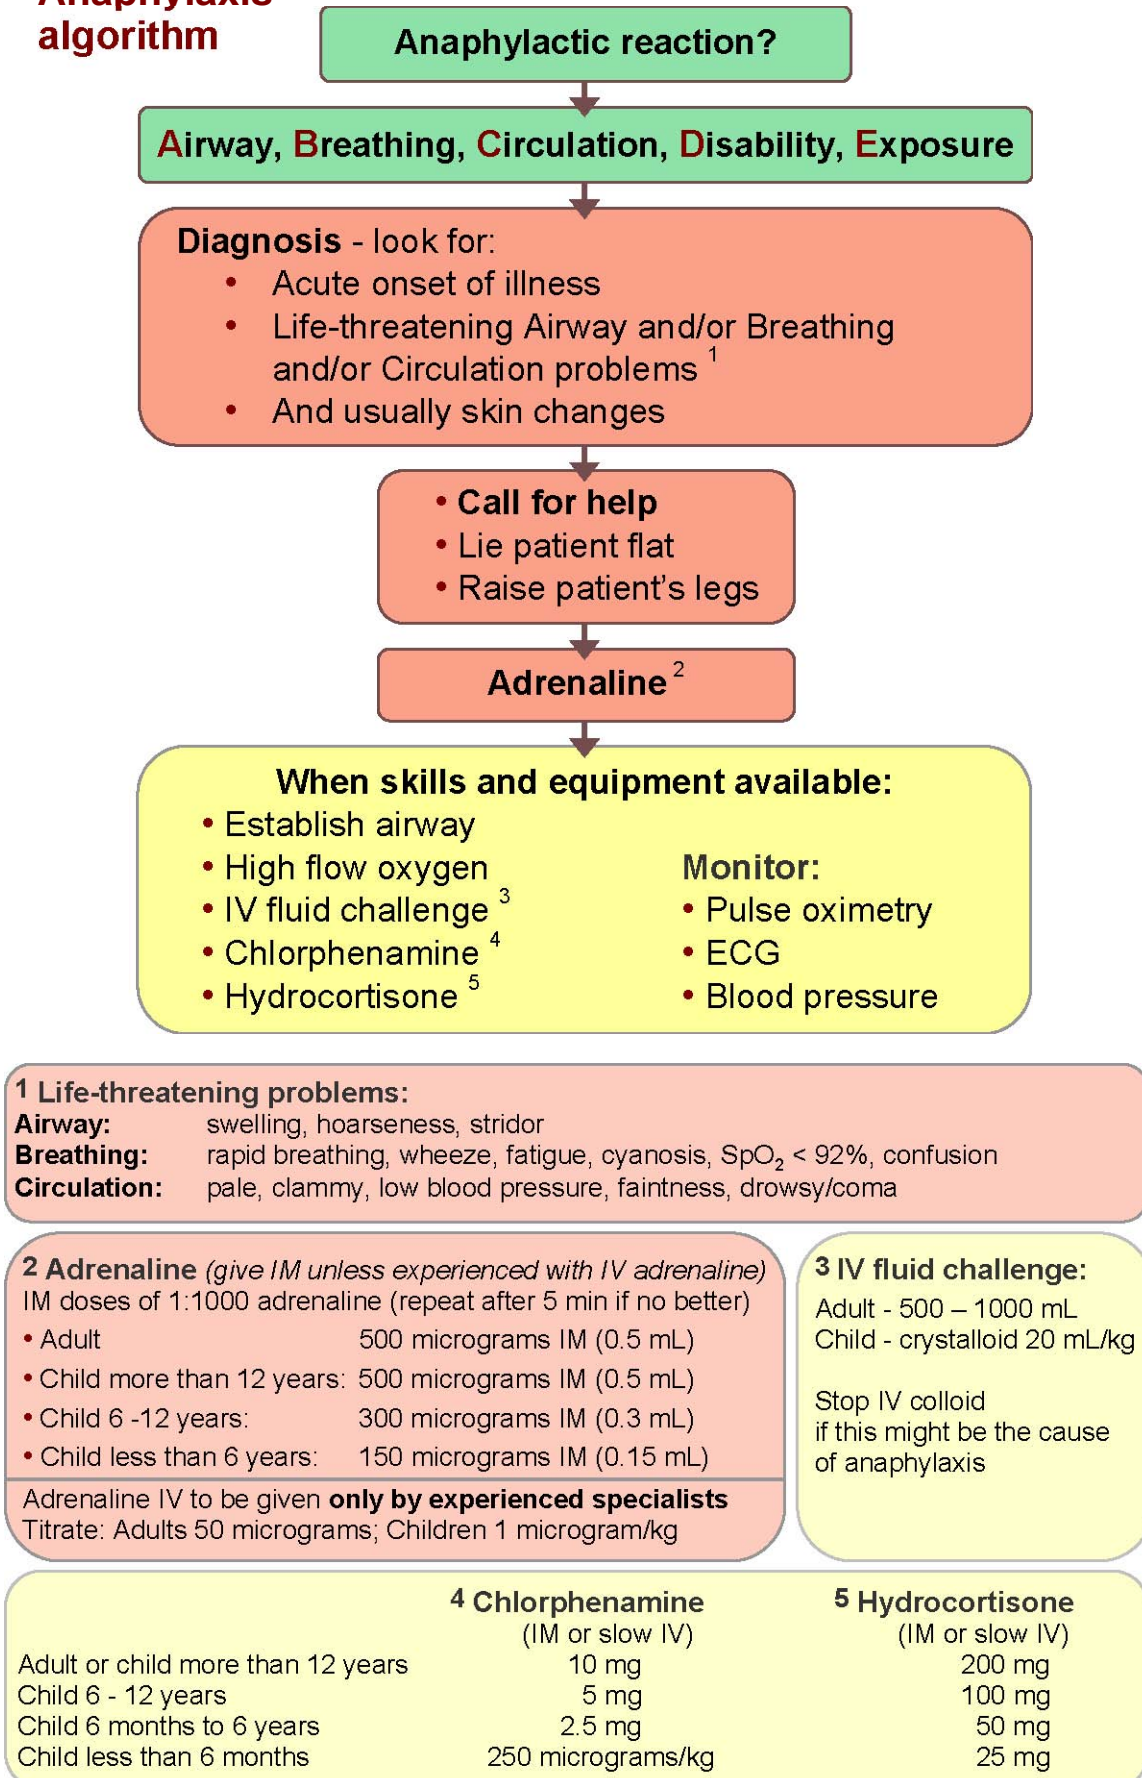 Anaphylaxis
algorithm
Anaphylactic reaction?
Airway, Breathing, Circulation, Disability, Exposure
Diagnosis - look for:
• Acute onset of illness
• Life-threatening Airway and/or Breathing
and/or Circulation problems 1
• And usually skin changes
• Call for help
• Lie patient flat
• Raise patient's legs
Adrenaline 2
When skills and equipment available:
• Establish airway
• High flow oxygen
• IV fluid challenge 3
• Chlorphenamine 4
• Hydrocortisone 5
Monitor:
• Pulse oximetry
• ECG
• Blood pressure
1 Life-threatening problems:
Airway: swelling, hoarseness, stridor
Breathing: rapid breathing, wheeze, fatigue, cyanosis, SpO2 < 92%, confusion
Circulation: pale, clammy, low blood pressure, faintness, drowsy/coma
2 Adrenaline (give IM unless experienced with IV adrenaline)
IM doses of 1:1000 adrenaline (repeat after 5 min if no better)
• Adult 500 micrograms IM (0.5 mL)
• Child more than 12 years: 500 micrograms IM (0.5 mL)
• Child 6 -12 years: 300 micrograms IM (0.3 mL)
• Child less than 6 years: 150 micrograms IM (0.15 mL)
Adrenaline IV to be given only by experienced specialists
Titrate: Adults 50 micrograms; Children 1 microgram/kg
3 IV fluid challenge:
Adult - 500 – 1000 mL
Child - crystalloid 20 mL/kg
Stop IV colloid
if this might be the cause
of anaphylaxis
4 Chlorphenamine 5 Hydrocortisone
(IM or slow IV) (IM or slow IV)
Adult or child more than 12 years 10 mg 200 mg
Child 6 - 12 years 5 mg 100 mg
Child 6 months to 6 years 2.5 mg 50 mg
Child less than 6 months 250 micrograms/kg 25 mg